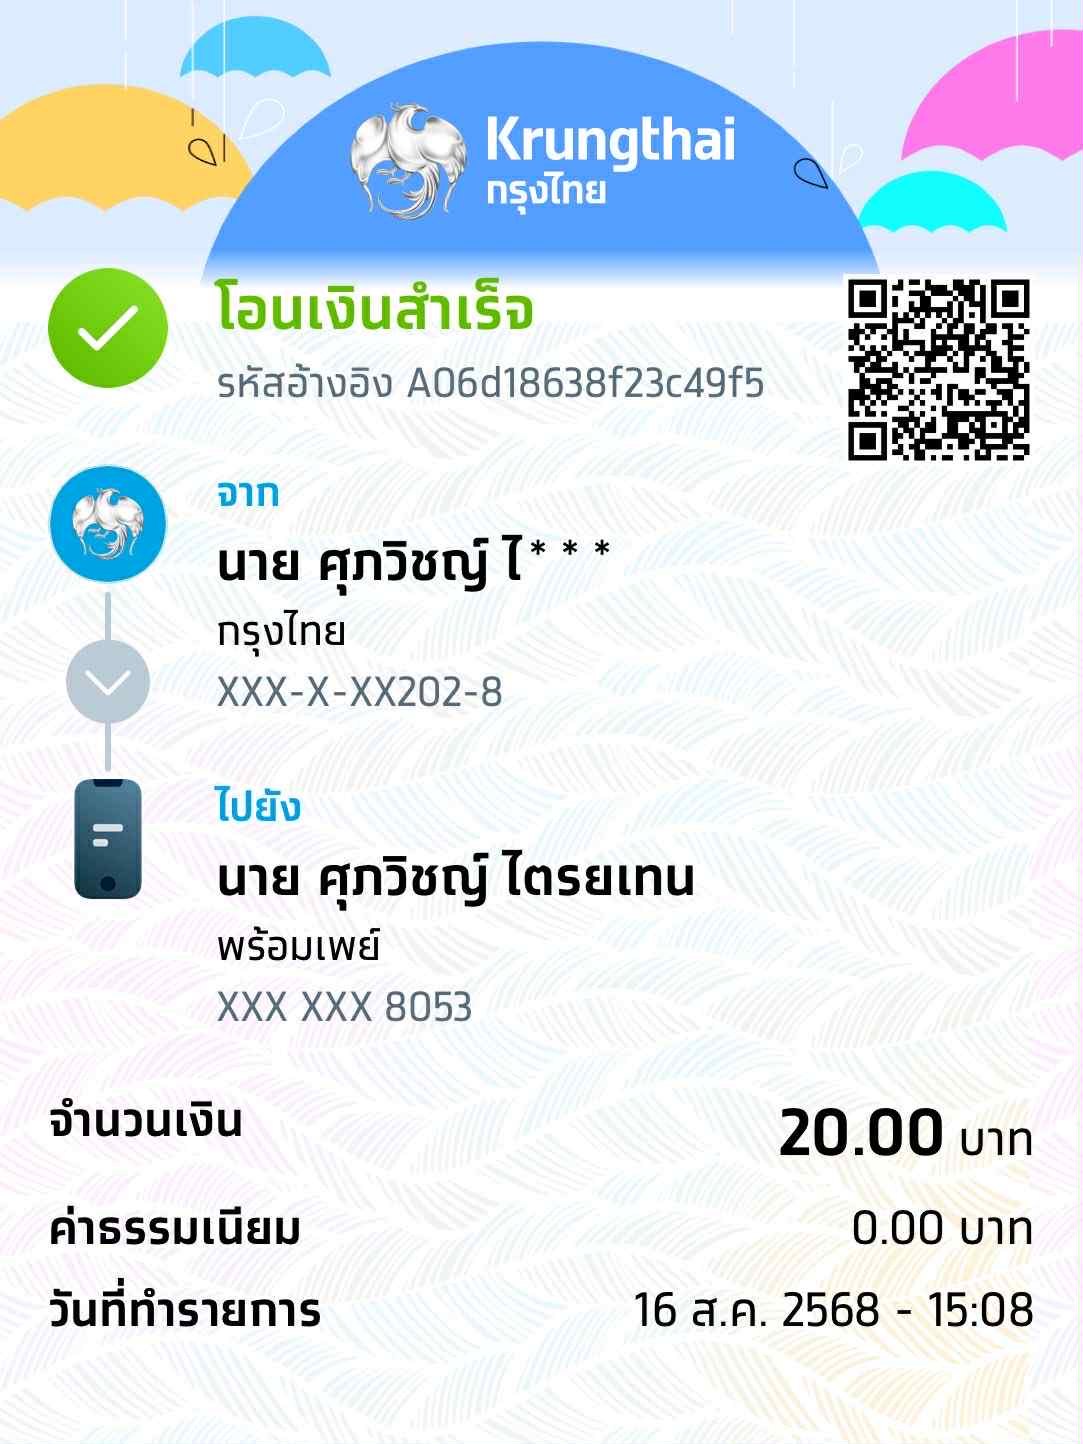 Krungthai
กรุงไทย
โอนเงินสำเร็จ
รหัสอ้างอิง A06d18638f23c49f5
จาก
นาย ศุภวิชญ์ ไ***
กรุงไทย
XXX-X-XX202-8
ไปยัง
นาย ศุภวิชญ์ ไตรยเทน
พร้อมเพย์
XXX XXX 8053
จำนวนเงิน 20.00 บาท
ค่าธรรมเนียม 0.00 บาท
วันที่ทำรายการ 16 ส.ค. 2568 - 15:08